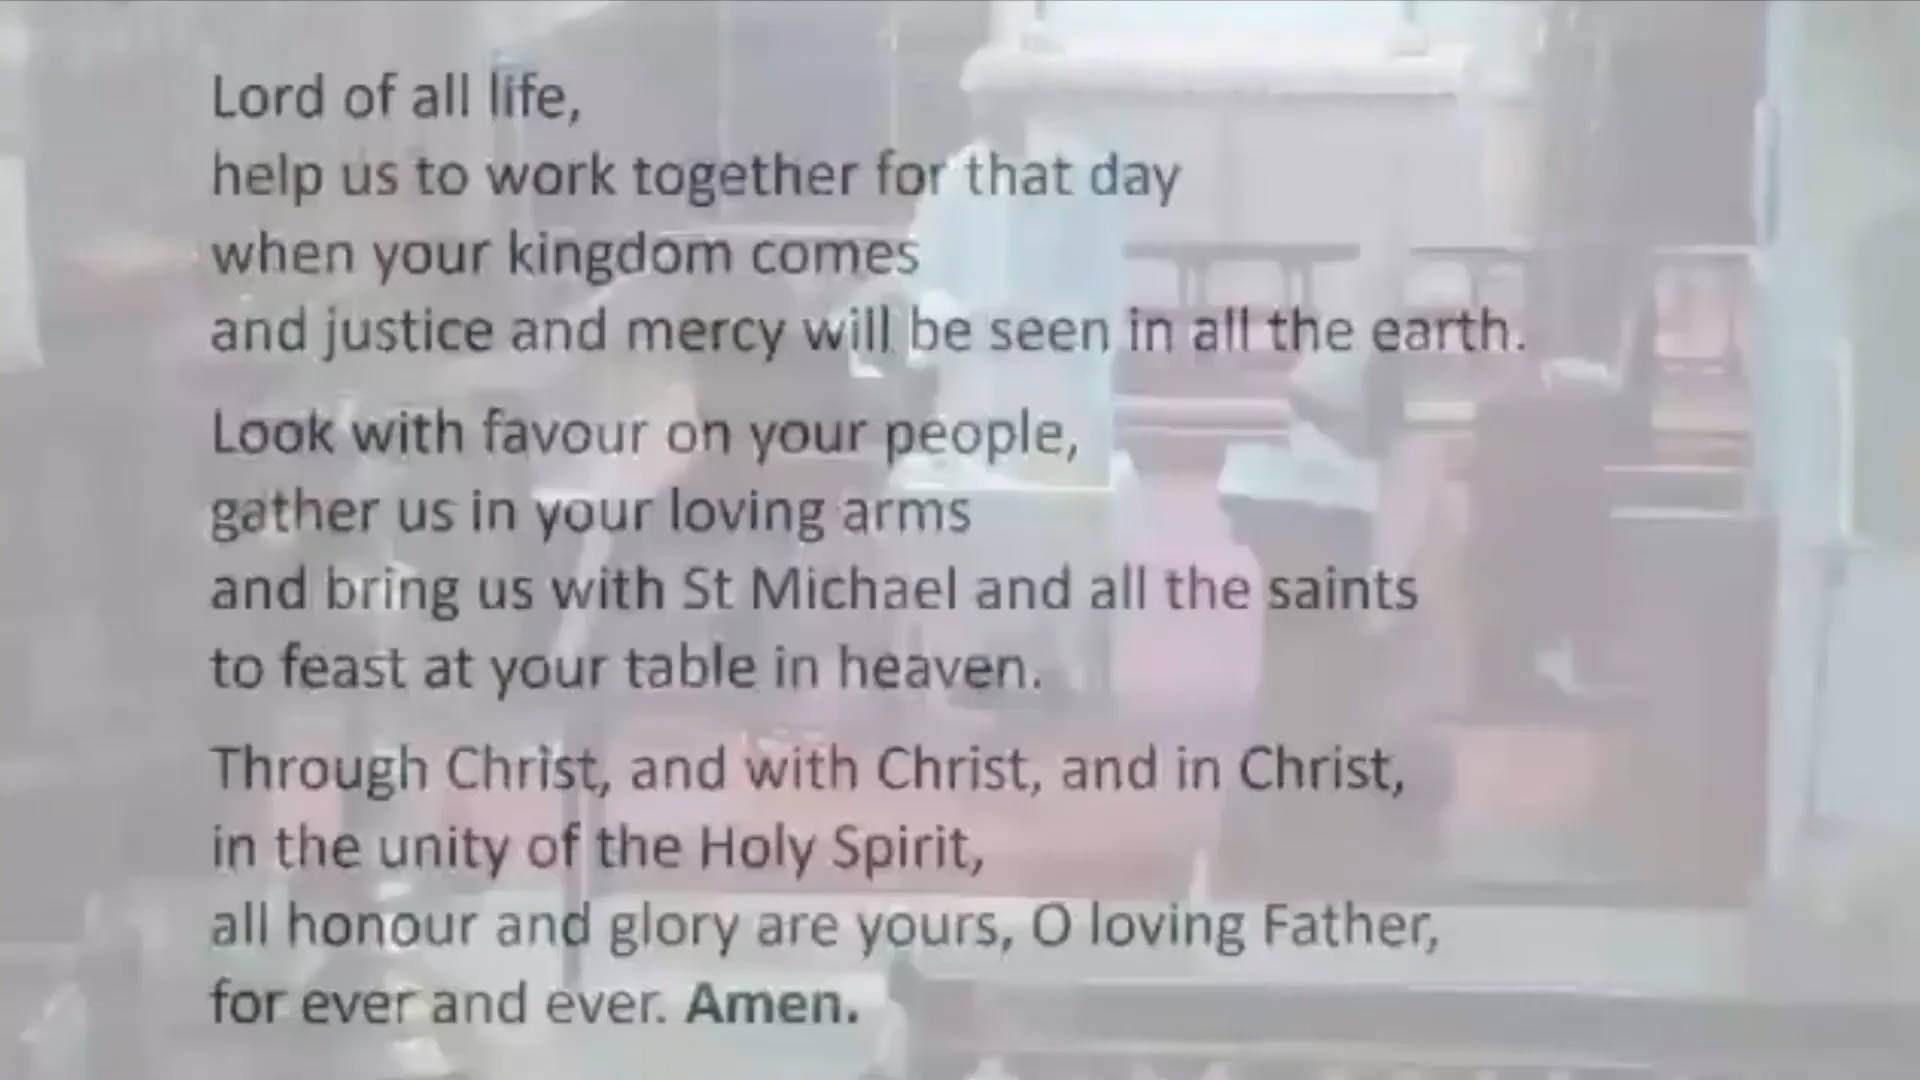 Lord of all life,
help us to work together for that day
when your kingdom comes
and justice and mercy will be seen in all the earth.
Look with favour on your people,
gather us in your loving arms
and bring us with St Michael and all the saints
to feast at your table in heaven.
Through Christ, and with Christ, and in Christ,
in the unity of the Holy Spirit,
all honour and glory are yours, O loving Father,
for ever and ever. Amen.